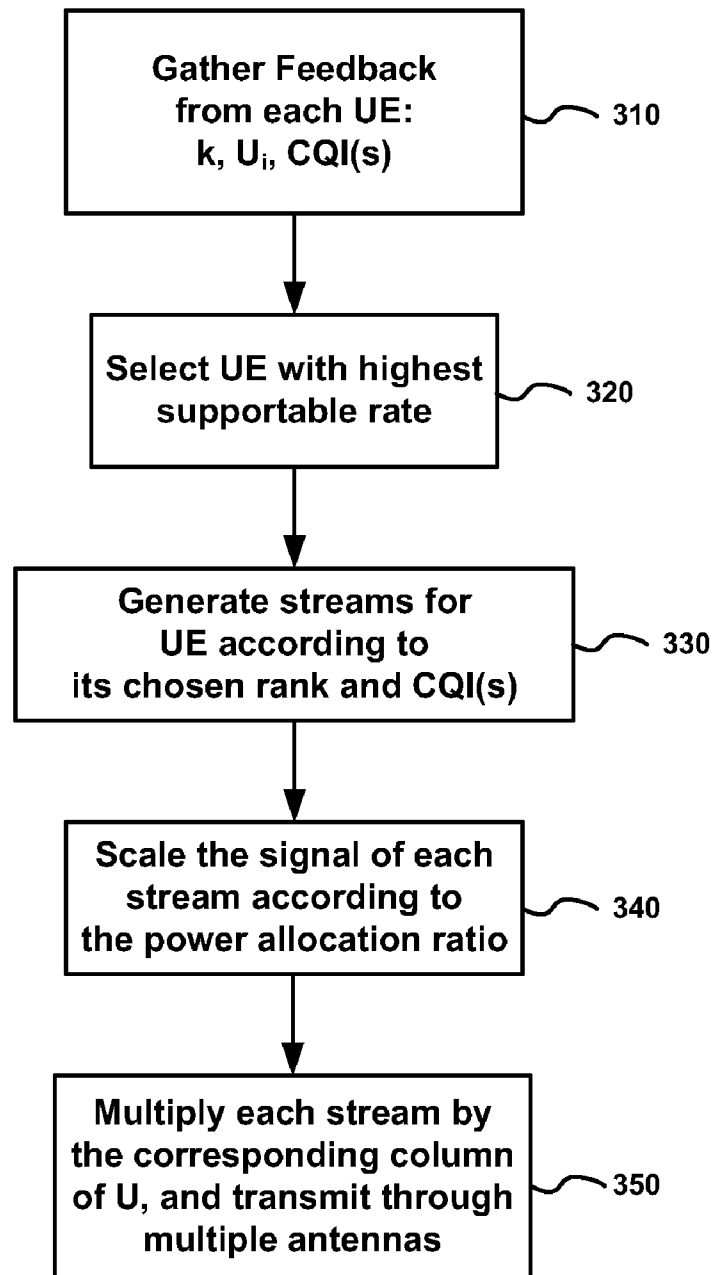 Gather Feedback
from each UE:
k, Uᵢ, CQI(s)
310
Select UE with highest
supportable rate
320
Generate streams for
UE according to
its chosen rank and CQI(s)
330
Scale the signal of each
stream according to
the power allocation ratio
340
Multiply each stream by
the corresponding column
of U, and transmit through
multiple antennas
350